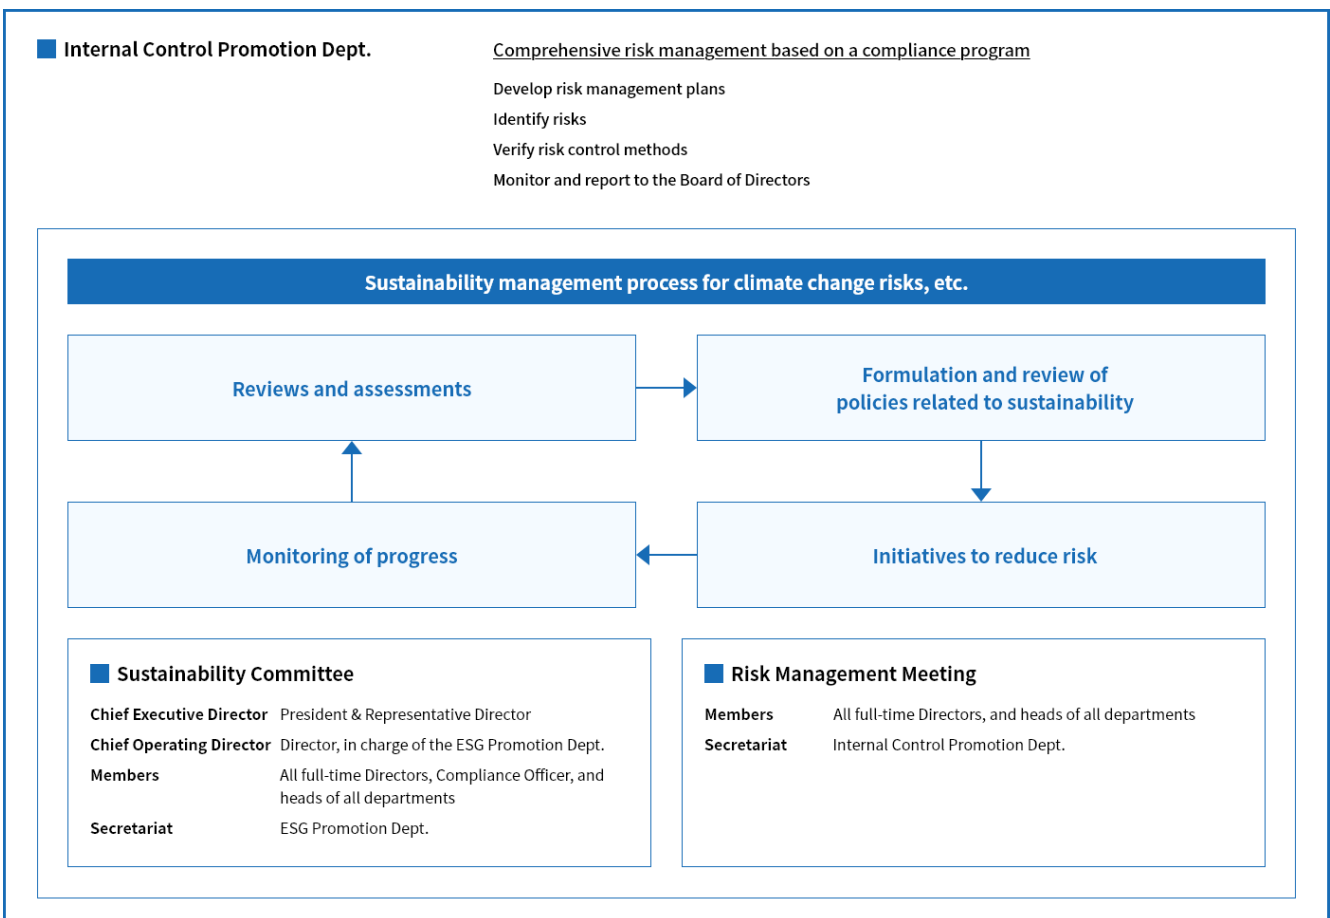 Internal Control Promotion Dept.
Comprehensive risk management based on a compliance program
Develop risk management plans
Identify risks
Verify risk control methods
Monitor and report to the Board of Directors
Sustainability management process for climate change risks, etc.
Reviews and assessments
Formulation and review of
policies related to sustainability
Monitoring of progress
Initiatives to reduce risk
Sustainability Committee
Chief Executive Director President & Representative Director
Chief Operating Director Director, in charge of the ESG Promotion Dept.
Members All full-time Directors, Compliance Officer, and
heads of all departments
Secretariat ESG Promotion Dept.
Risk Management Meeting
Members All full-time Directors, and heads of all departments
Secretariat Internal Control Promotion Dept.